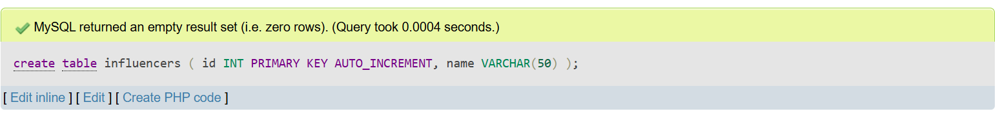 MySQL returned an empty result set (i.e. zero rows). (Query took 0.0004 seconds.)
create table influencers ( id INT PRIMARY KEY AUTO_INCREMENT, name VARCHAR(50) );
[ Edit inline ] [ Edit ] [ Create PHP code ]